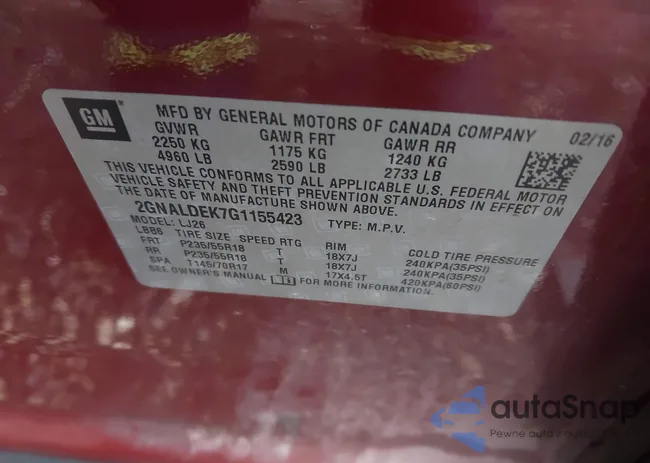 GM
MFD BY GENERAL MOTORS OF CANADA COMPANY 02/16
GVWR GAWR FRT GAWR RR
2250 KG 1175 KG 1240 KG
4960 LB 2590 LB 2733 LB
THIS VEHICLE CONFORMS TO ALL APPLICABLE U.S. FEDERAL MOTOR
VEHICLE SAFETY AND THEFT PREVENTION STANDARDS IN EFFECT ON
THE DATE OF MANUFACTURE SHOWN ABOVE.
2GNALDEK7G1155423 TYPE: M.P.V.
MODEL: LJ26
LBB6 TIRE SIZE SPEED RTG RIM COLD TIRE PRESSURE
FRT P235/55R18 T 18X7J 240KPA(35PSI)
RR P235/55R18 T 18X7J 240KPA(35PSI)
SPA T145/70R17 M 17X4.5T 420KPA(60PSI)
SEE OWNER'S MANUAL FOR MORE INFORMATION.
autaSnap
Pewne auta z